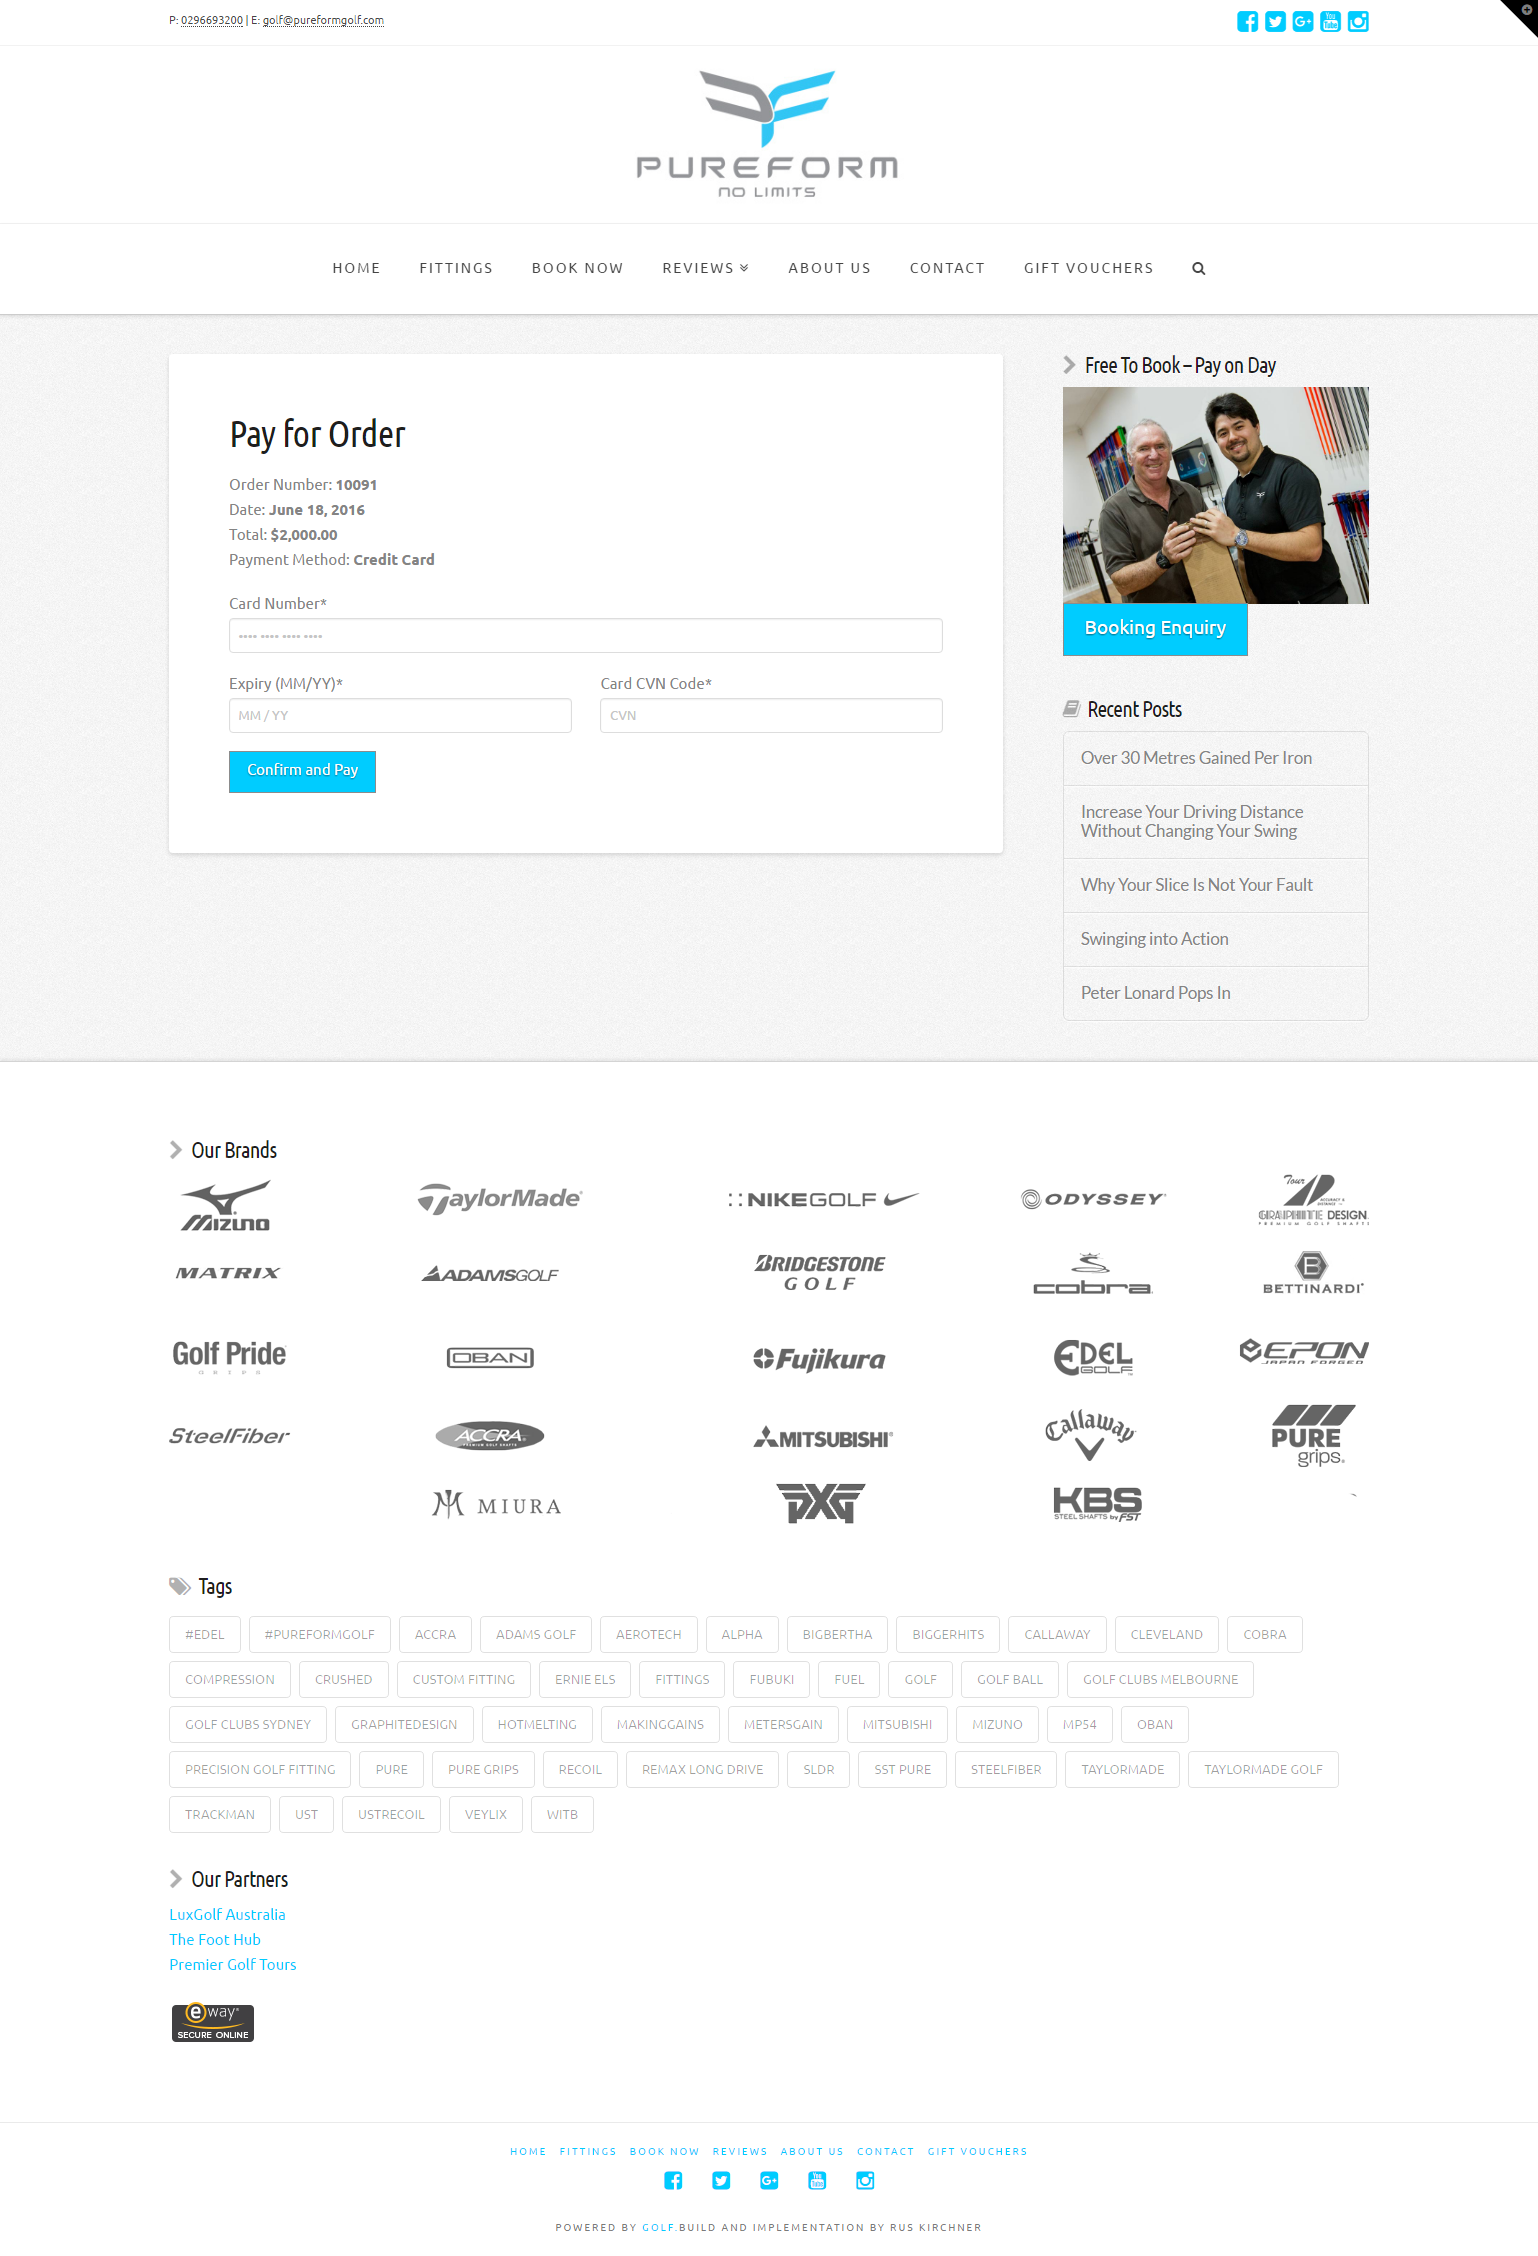 P: 0296693200 | E: golf@pureformgolf.com
PUREFORM
NO LIMITS
HOME FITTINGS BOOK NOW REVIEWS ABOUT US CONTACT GIFT VOUCHERS
Pay for Order
Order Number: 10091
Date: June 18, 2016
Total: $2,000.00
Payment Method: Credit Card
Card Number*
•••• •••• •••• ••••
Expiry (MM/YY)* Card CVN Code*
MM / YY CVN
Confirm and Pay
Free To Book – Pay on Day
Booking Enquiry
Recent Posts
Over 30 Metres Gained Per Iron
Increase Your Driving Distance
Without Changing Your Swing
Why Your Slice Is Not Your Fault
Swinging into Action
Peter Lonard Pops In
Our Brands
MIZUNO TaylorMade NIKEGOLF ODYSSEY Tour AD ACCURACY & DISTANCE GRAPHITE DESIGN. PREMIUM GOLF SHAFTS
MATRIX ADAMSGOLF BRIDGESTONE GOLF cobra BETTINARDI
Golf Pride GRIPS OBAN Fujikura EDEL GOLF EPON JAPAN FORGED
SteelFiber ACCRA PREMIUM GOLF SHAFTS MITSUBISHI Callaway PURE grips
MIURA PXG KBS STEEL SHAFTS by FST
Tags
#EDEL #PUREFORMGOLF ACCRA ADAMS GOLF AEROTECH ALPHA BIGBERTHA BIGGERHITS CALLAWAY CLEVELAND COBRA
COMPRESSION CRUSHED CUSTOM FITTING ERNIE ELS FITTINGS FUBUKI FUEL GOLF GOLF BALL GOLF CLUBS MELBOURNE
GOLF CLUBS SYDNEY GRAPHITEDESIGN HOTMELTING MAKINGGAINS METERSGAIN MITSUBISHI MIZUNO MP54 OBAN
PRECISION GOLF FITTING PURE PURE GRIPS RECOIL REMAX LONG DRIVE SLDR SST PURE STEELFIBER TAYLORMADE TAYLORMADE GOLF
TRACKMAN UST USTRECOIL VEYLIX WITB
Our Partners
LuxGolf Australia
The Foot Hub
Premier Golf Tours
eway
SECURE ONLINE
HOME FITTINGS BOOK NOW REVIEWS ABOUT US CONTACT GIFT VOUCHERS
POWERED BY GOLF.BUILD AND IMPLEMENTATION BY RUS KIRCHNER